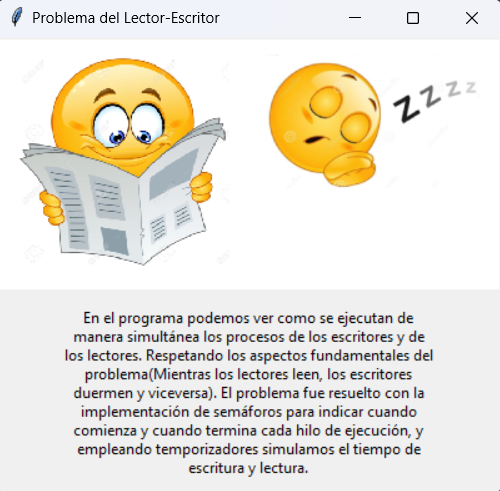 Problema del Lector-Escritor
z z z z
En el programa podemos ver como se ejecutan de
manera simultánea los procesos de los escritores y de
los lectores. Respetando los aspectos fundamentales del
problema(Mientras los lectores leen, los escritores
duermen y viceversa). El problema fue resuelto con la
implementación de semáforos para indicar cuando
comienza y cuando termina cada hilo de ejecución, y
empleando temporizadores simulamos el tiempo de
escritura y lectura.